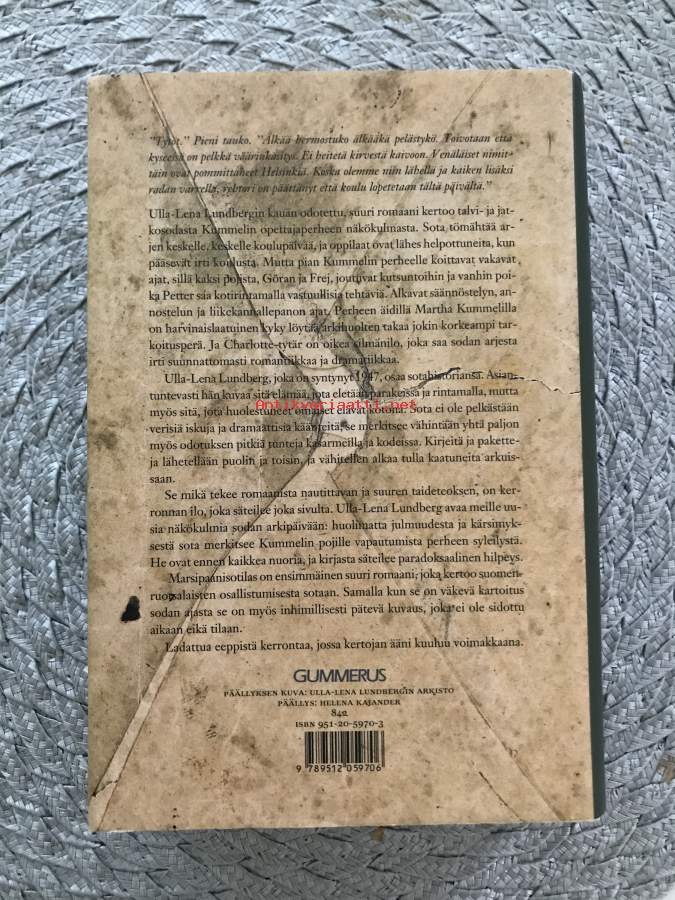 "Tytöt." Pieni tauko. "Älkää hermostuko älkääkä pelästykö. Toivotaan että
kyseessä on pelkkä väärinkäsitys. Ei heitetä kirvestä kaivoon. Venäläiset nimit-
täin ovat pommittaneet Helsinkiä. Koska olemme niin lähellä ja kaiken lisäksi
radan varrella, rehtori on päättänyt että koulu lopetetaan tältä päivältä."
Ulla-Lena Lundbergin kauan odotettu, suuri romaani kertoo talvi- ja jat-
kosodasta Kummelin opettajaperheen näkökulmasta. Sota tömähtää ar-
jen keskelle, keskelle koulupäivää, ja oppilaat ovat lähes helpottuneita, kun
pääsevät irti koulusta. Mutta pian Kummelin perheelle koittavat vakavat
ajat, sillä kaksi pojista, Göran ja Frej, joutuvat kutsuntoihin ja vanhin poi-
ka Petter saa kotirintamalla vastuullisia tehtäviä. Alkavat säännöstelyn, an-
nostelun ja liikekannallepanon ajat. Perheen äidillä Martha Kummelilla
on harvinaislaatuinen kyky löytää arkihuolten takaa jokin korkeampi tar-
koitusperä. Ja Charlotte-tytär on oikea silmänilo, joka saa sodan arjesta
irti suunnattomasti romantiikkaa ja dramatiikkaa.
Ulla-Lena Lundberg, joka on syntynyt 1947, osaa sotahistoriansa. Asian-
tuntevasti hän kuvaa sitä elämää, jota eletään parakeissa ja rintamalla, mutta
myös sitä, jota huolestuneet omaiset elävät kotona. Sota ei ole pelkästään
Antikvariaatti.net
verisiä iskuja ja dramaattisia käänteitä, se merkitsee vähintään yhtä paljon
myös odotuksen pitkiä tunteja kasarmeilla ja kodeissa. Kirjeitä ja pakette-
ja lähetellään puolin ja toisin, ja vähitellen alkaa tulla kaatuneita arkuis-
saan.
Se mikä tekee romaanista nautittavan ja suuren taideteoksen, on ker-
ronnan ilo, joka säteilee joka sivulta. Ulla-Lena Lundberg avaa meille uu-
sia näkökulmia sodan arkipäivään: huolimatta julmuudesta ja kärsimyk-
sestä sota merkitsee Kummelin pojille vapautumista perheen syleilystä.
He ovat ennen kaikkea nuoria, ja kirjasta säteilee paradoksaalinen hilpeys.
Marsipaanisotilas on ensimmäinen suuri romaani, joka kertoo suomen-
ruotsalaisten osallistumisesta sotaan. Samalla kun se on väkevä kartoitus
sodan ajasta se on myös inhimillisesti pätevä kuvaus, joka ei ole sidottu
aikaan eikä tilaan.
Ladattua eeppistä kerrontaa, jossa kertojan ääni kuuluu voimakkaana.
GUMMERUS
PÄÄLLYKSEN KUVA: ULLA-LENA LUNDBERGIN ARKISTO
PÄÄLLYS: HELENA KAJANDER
842
ISBN 951-20-5970-3
9 789512 059706